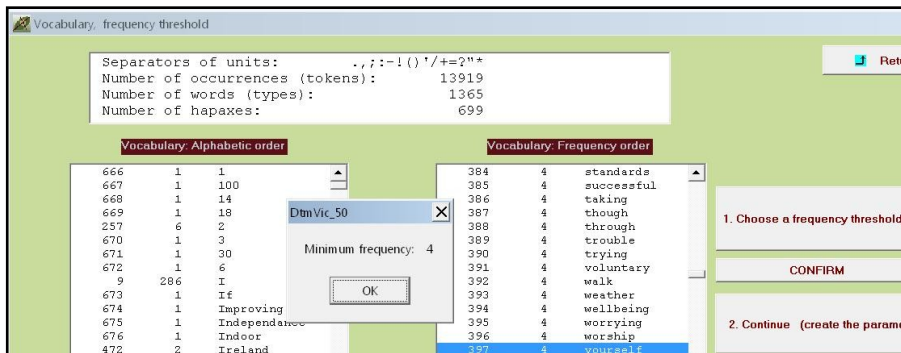 Vocabulary, frequency threshold
Separators of units: .,;:-!()'/+=?"*
Number of occurrences (tokens): 13919
Number of words (types): 1365
Number of hapaxes: 699
Vocabulary: Alphabetic order
666 1 1
667 1 100
668 1 14
669 1 18
257 6 2
670 1 3
671 1 30
672 1 6
9 286 I
673 1 If
674 1 Improving
675 1 Independance
676 1 Indoor
472 2 Ireland
DtmVic_50
Minimum frequency: 4
OK
Vocabulary: Frequency order
384 4 standards
385 4 successful
386 4 taking
387 4 though
388 4 through
389 4 trouble
390 4 trying
391 4 voluntary
392 4 walk
393 4 weather
394 4 wellbeing
395 4 worrying
396 4 worship
397 4 yourself
Retu
1. Choose a frequency threshold
CONFIRM
2. Continue (create the parame